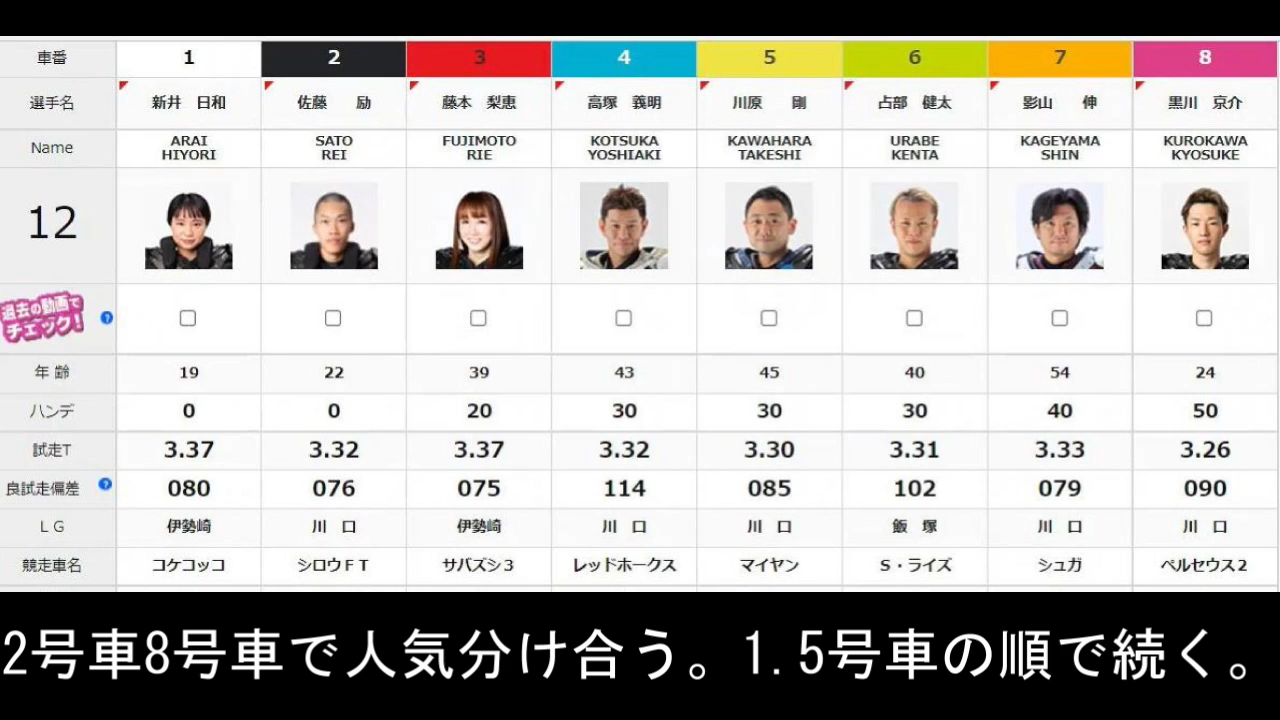 車番 1 2 3 4 5 6 7 8
選手名 新井 日和 佐藤 励 藤本 梨恵 高塚 義明 川原 剛 占部 健太 影山 伸 黒川 京介
Name ARAI HIYORI SATO REI FUJIMOTO RIE KOTSUKA YOSHIAKI KAWAHARA TAKESHI URABE KENTA KAGEYAMA SHIN KUROKAWA KYOSUKE
12
過去の動画で
チェック! ?
年齢 19 22 39 43 45 40 54 24
ハンデ 0 0 20 30 30 30 40 50
試走T 3.37 3.32 3.37 3.32 3.30 3.31 3.33 3.26
良試走偏差 ? 080 076 075 114 085 102 079 090
LG 伊勢崎 川口 伊勢崎 川口 川口 飯塚 川口 川口
競走車名 コケコッコ シロウFT サバズシ3 レッドホークス マイヤン S・ライズ シュガ ペルセウス2
2号車8号車で人気分け合う。1.5号車の順で続く。